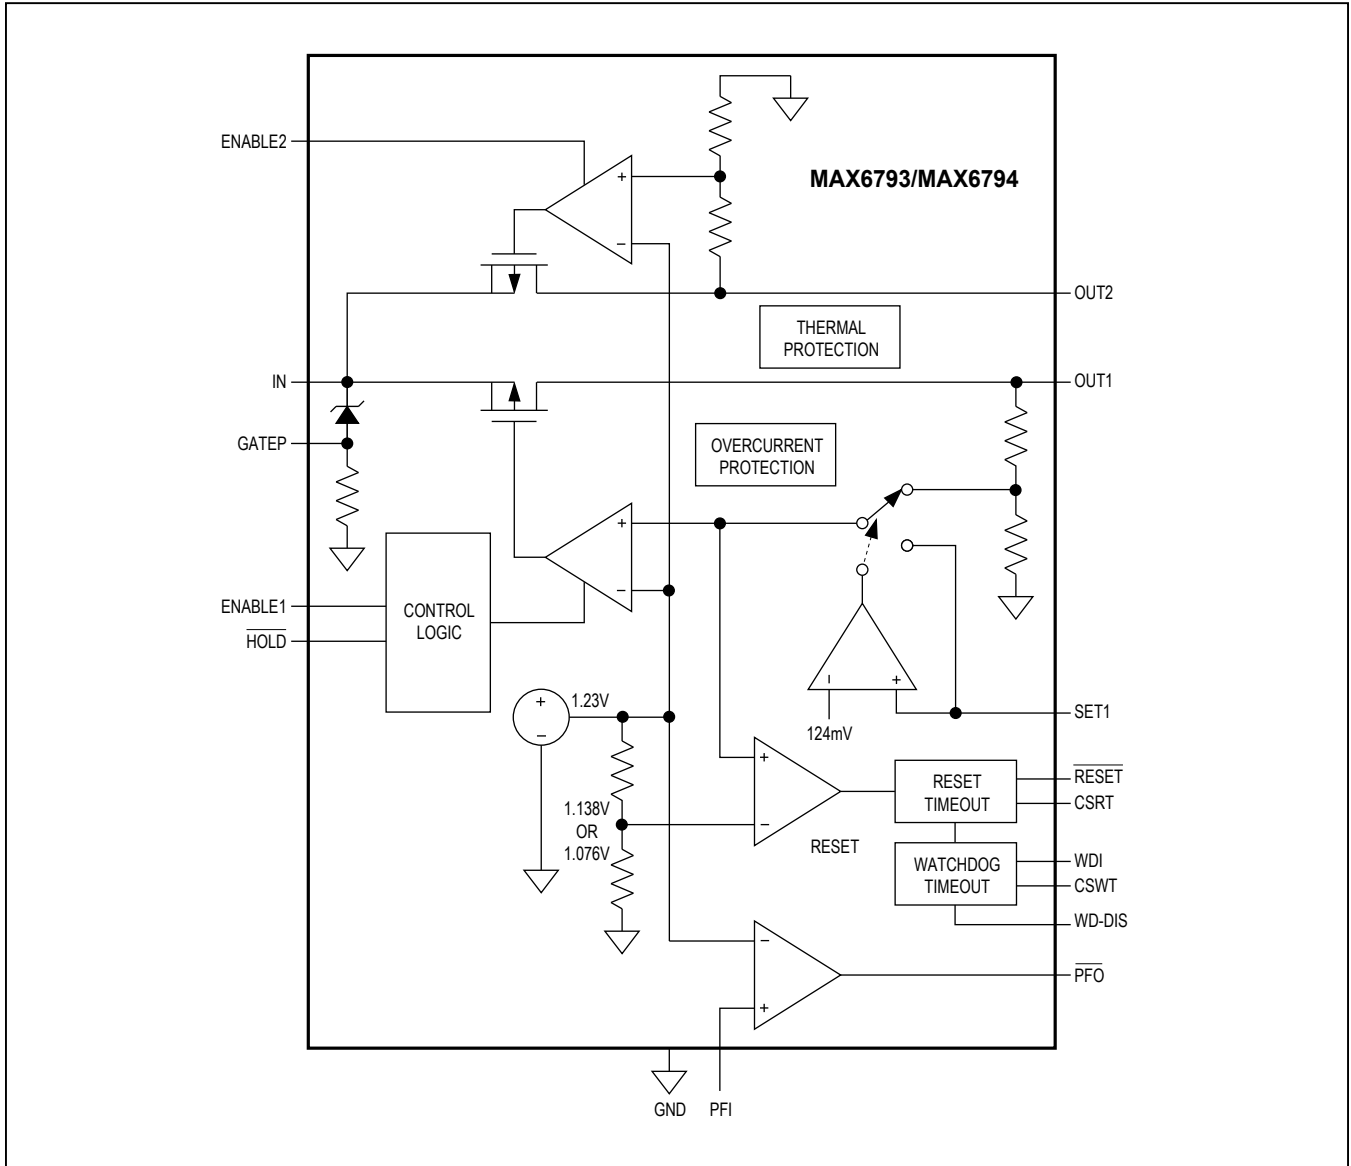 MAX6793/MAX6794
ENABLE2
+
−
OUT2
THERMAL
PROTECTION
IN
OUT1
GATEP
OVERCURRENT
PROTECTION
+
−
ENABLE1
HOLD
CONTROL
LOGIC
+
−
1.23V
−
+
124mV
SET1
1.138V
OR
1.076V
+
−
RESET
RESET
TIMEOUT
RESET
CSRT
WATCHDOG
TIMEOUT
WDI
CSWT
WD-DIS
−
+
PFO
GND
PFI